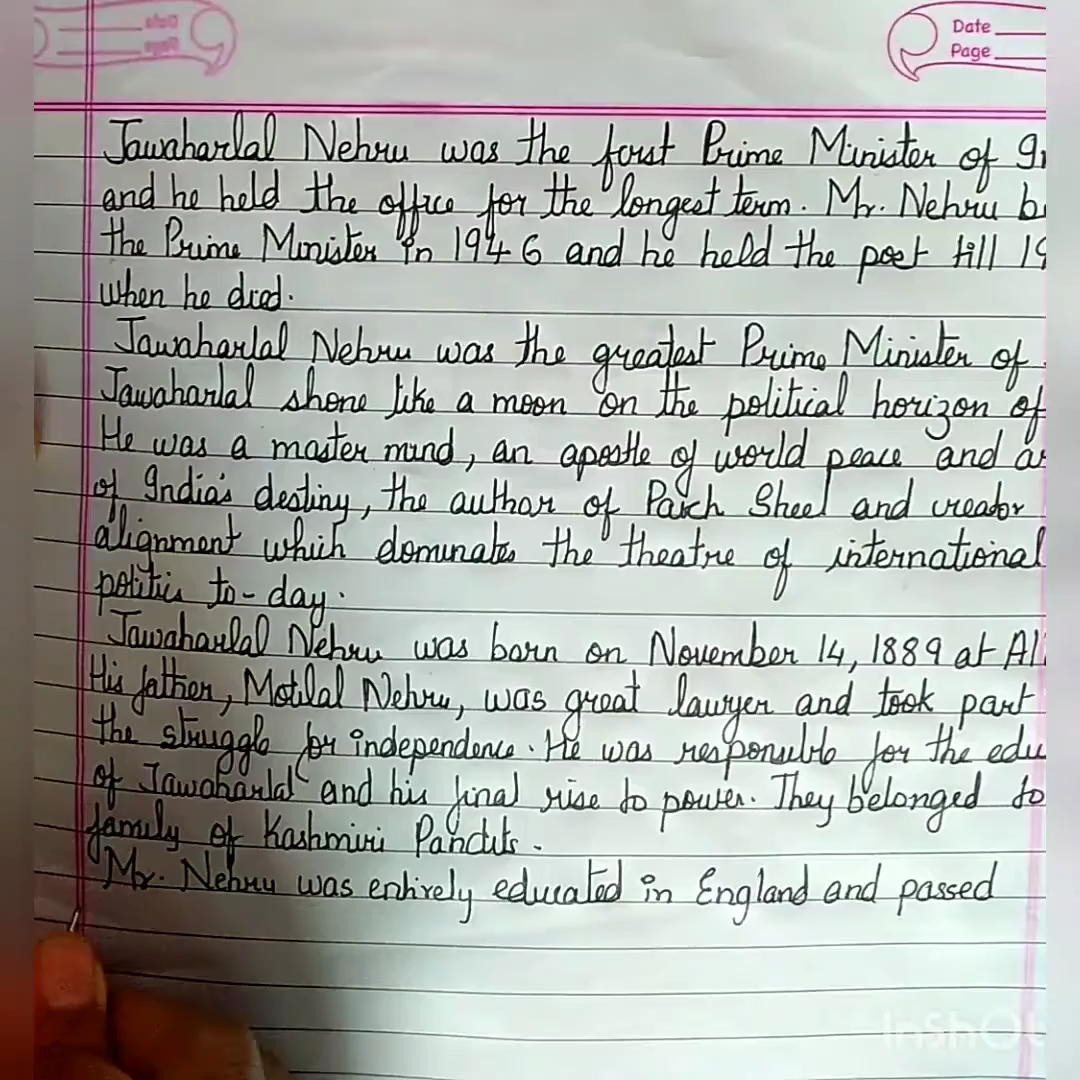 Date
Page
Jawaharlal Nehru was the first Prime Minister of
and he held the office for the longest term. Mr. Nehru
the Prime Minister in 1946 and he held the post till 19
when he died.
Jawaharlal Nehru was the greatest Prime Minister of
Jawaharlal shone like a moon on the political horizon of
He was a master mind, an apostle of world peace and
of India's destiny, the author of Panch Sheel and creator
alignment which dominates the theatre of international
politics to-day.
Jawaharlal Nehru was born on November 14, 1889 at Al
His father, Motilal Nehru, was great lawyer and took part
the struggle for independence. He was responsible for the edu
of Jawaharlal and his final rise to power. They belonged to
family of Kashmiri Pandits.
Mr. Nehru was entirely educated in England and passed
InShOt